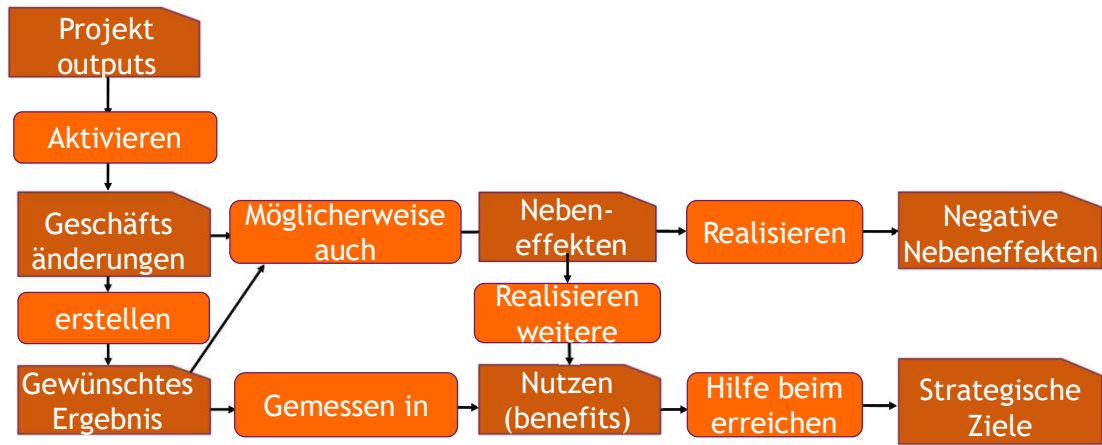 Projekt
outputs
Aktivieren
Geschäfts
änderungen
Möglicherweise
auch
Neben-
effekten
Realisieren
Negative
Nebeneffekten
erstellen
Realisieren
weitere
Gewünschtes
Ergebnis
Gemessen in
Nutzen
(benefits)
Hilfe beim
erreichen
Strategische
Ziele